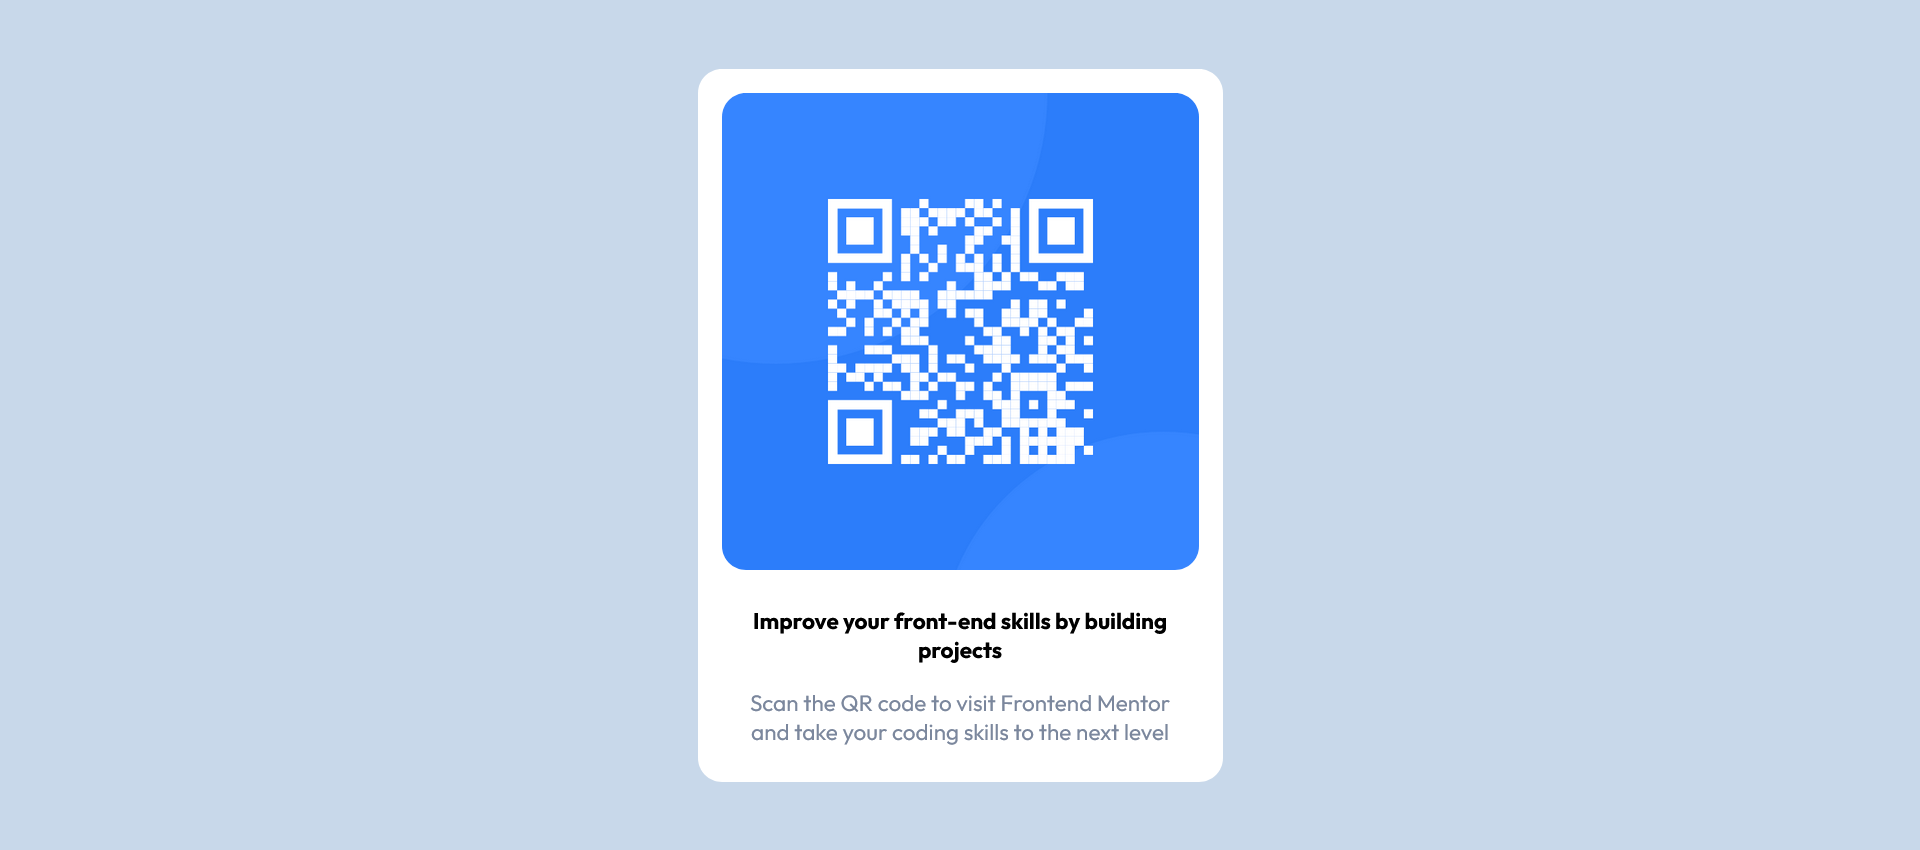 Improve your front-end skills by building
projects
Scan the QR code to visit Frontend Mentor
and take your coding skills to the next level